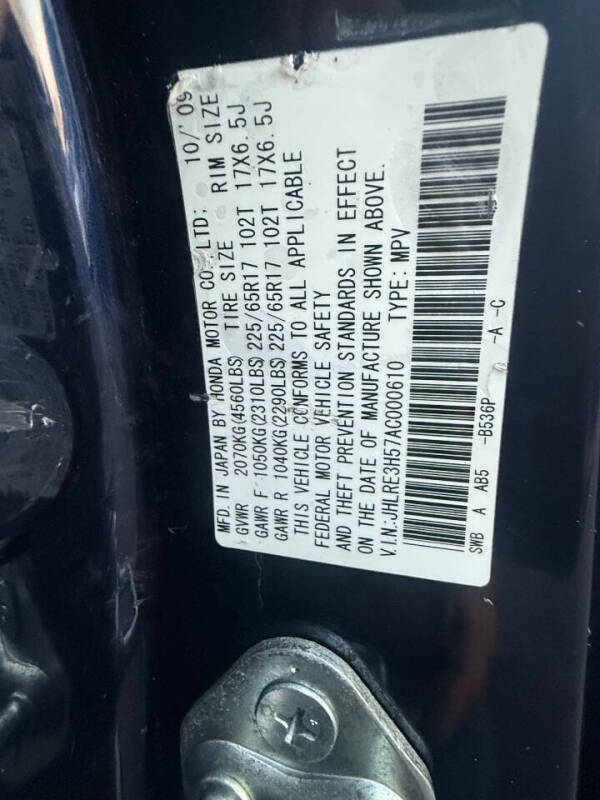 MFD. IN JAPAN BY HONDA MOTOR CO., LTD: 10/'09
GVWR 2070KG(4560LBS) TIRE SIZE RIM SIZE
GAWR F 1050KG(2310LBS) 225/65R17 102T 17X6.5J
GAWR R 1040KG(2290LBS) 225/65R17 102T 17X6.5J
THIS VEHICLE CONFORMS TO ALL APPLICABLE
FEDERAL MOTOR VEHICLE SAFETY
AND THEFT PREVENTION STANDARDS IN EFFECT
ON THE DATE OF MANUFACTURE SHOWN ABOVE.
V.I.N.:JHLRE3H57AC000610 TYPE: MPV
SWB A AB5 -B536P -A -C